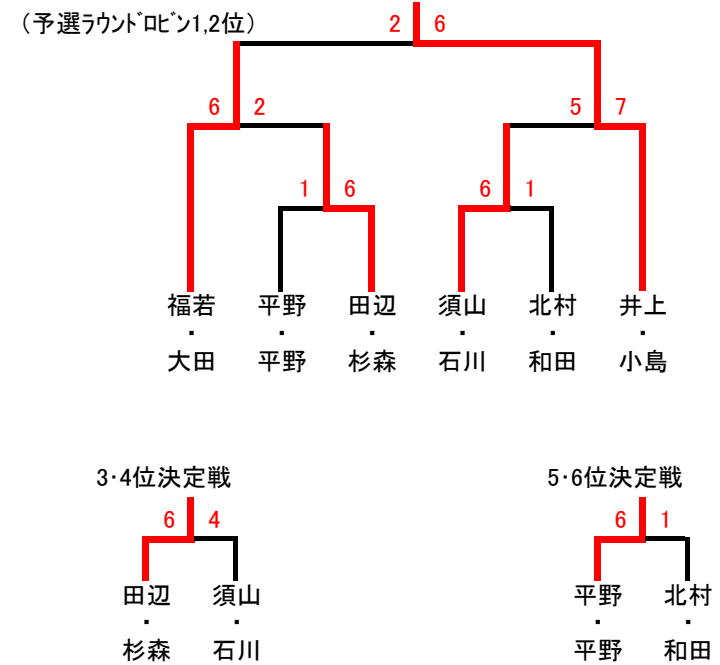 （予選ラウンドロビン1,2位）
2 6
6 2
5 7
1 6
6 1
福若 平野 田辺 須山 北村 井上
・ ・ ・ ・ ・ ・
大田 平野 杉森 石川 和田 小島
3・4位決定戦 5・6位決定戦
6 4 6 1
田辺 須山 平野 北村
・ ・ ・ ・
杉森 石川 平野 和田